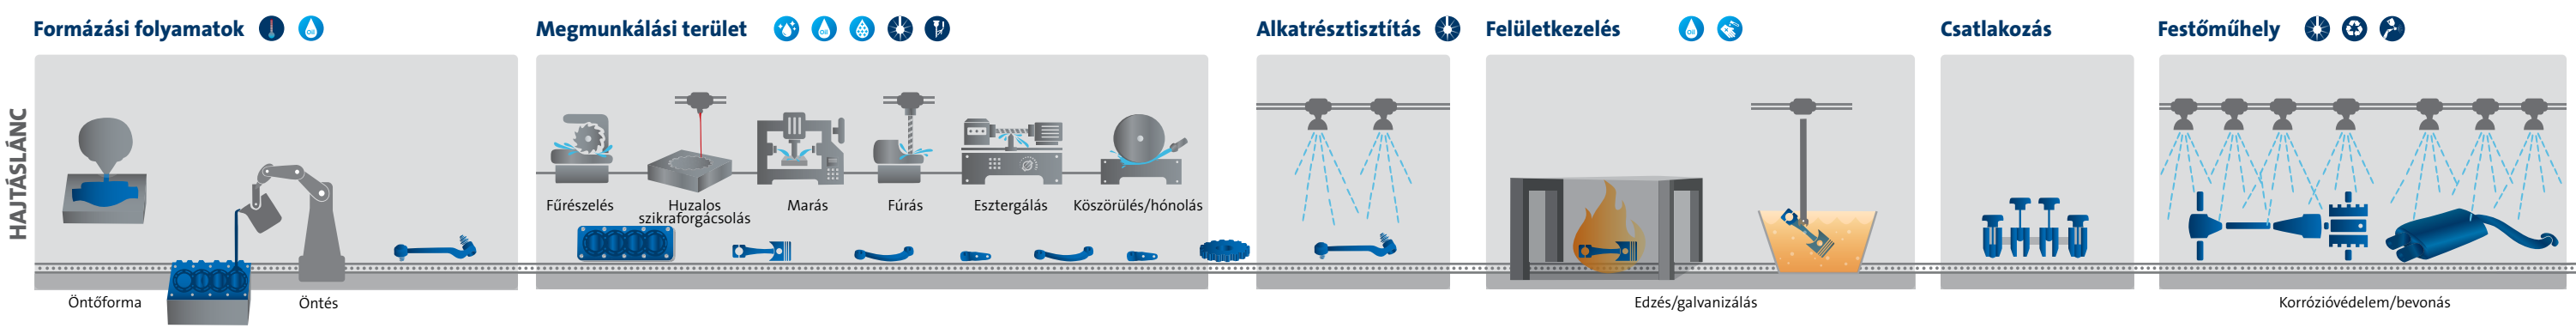 Formázási folyamatok
Megmunkálási terület
Alkatrésztisztítás
Felületkezelés
Csatlakozás
Festőműhely
HAJTÁSLÁNC
Öntőforma
Öntés
Fűrészelés
Huzalos
szikraforgácsolás
Marás
Fúrás
Esztergálás
Köszörülés/hónolás
Edzés/galvanizálás
Korrózióvédelem/bevonás